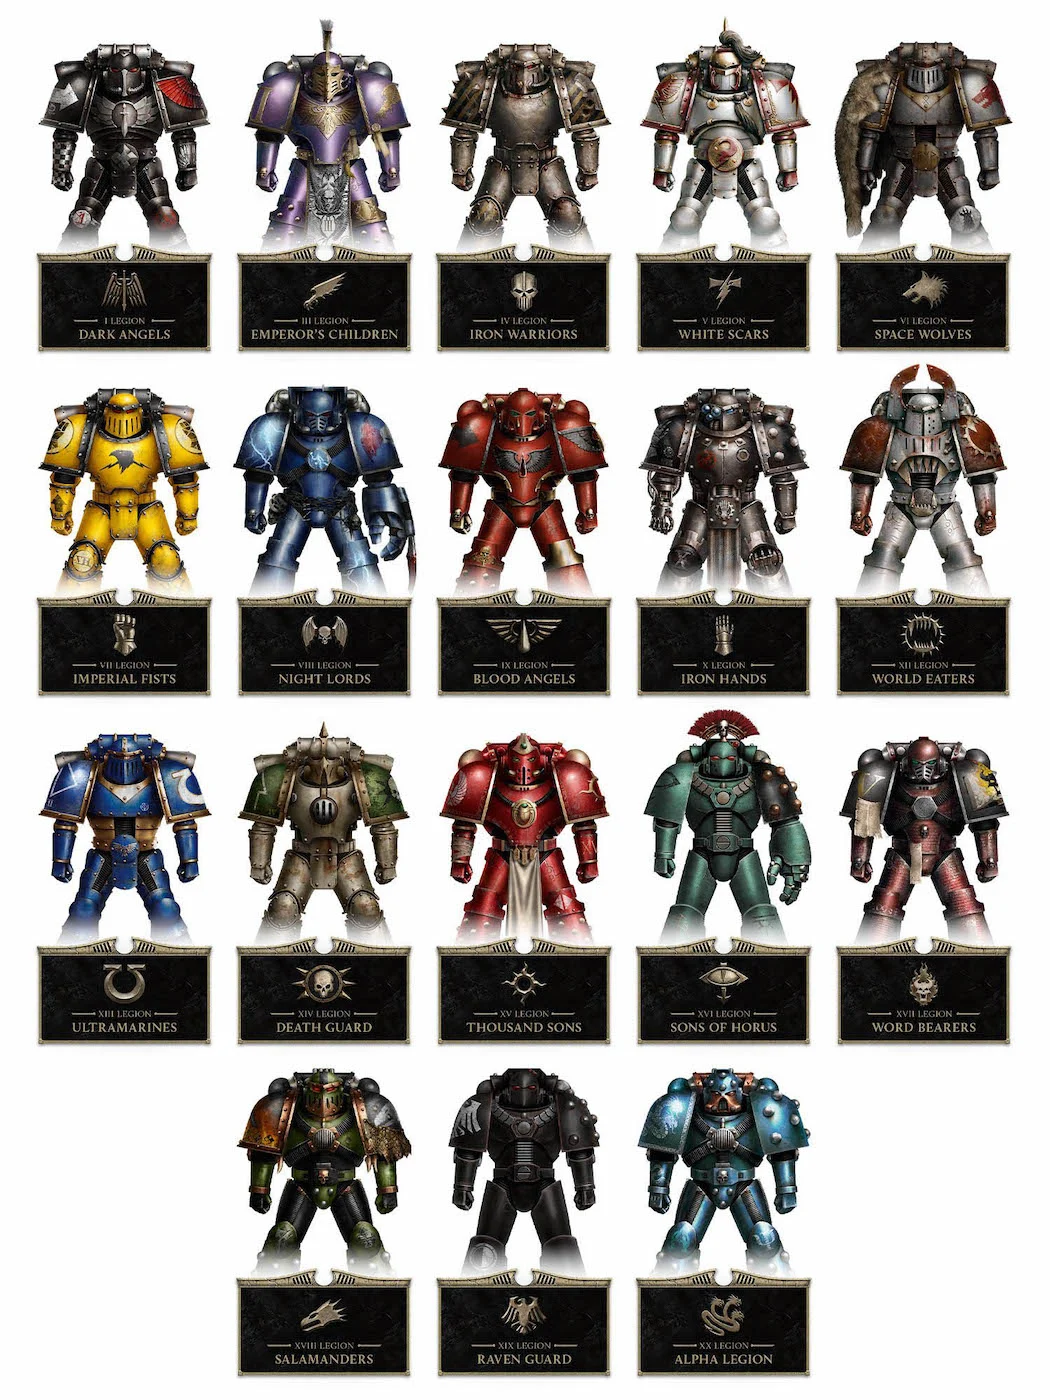 I LEGION
DARK ANGELS
III LEGION
EMPEROR'S CHILDREN
IV LEGION
IRON WARRIORS
V LEGION
WHITE SCARS
VI LEGION
SPACE WOLVES
VII LEGION
IMPERIAL FISTS
VIII LEGION
NIGHT LORDS
IX LEGION
BLOOD ANGELS
X LEGION
IRON HANDS
XII LEGION
WORLD EATERS
XIII LEGION
ULTRAMARINES
XIV LEGION
DEATH GUARD
XV LEGION
THOUSAND SONS
XVI LEGION
SONS OF HORUS
XVII LEGION
WORD BEARERS
XVIII LEGION
SALAMANDERS
XIX LEGION
RAVEN GUARD
XX LEGION
ALPHA LEGION